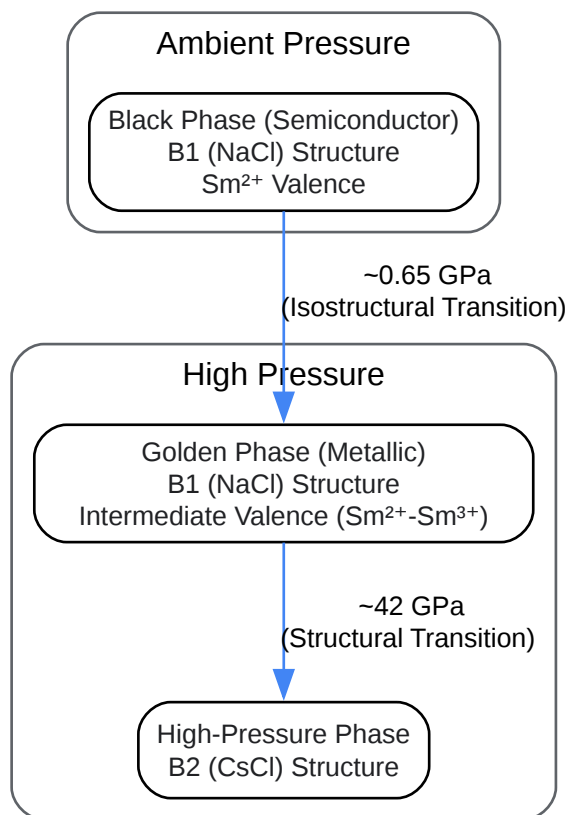 Ambient Pressure
Black Phase (Semiconductor)
B1 (NaCl) Structure
Sm²⁺ Valence
~0.65 GPa
(Isostructural Transition)
High Pressure
Golden Phase (Metallic)
B1 (NaCl) Structure
Intermediate Valence (Sm²⁺-Sm³⁺)
~42 GPa
(Structural Transition)
High-Pressure Phase
B2 (CsCl) Structure